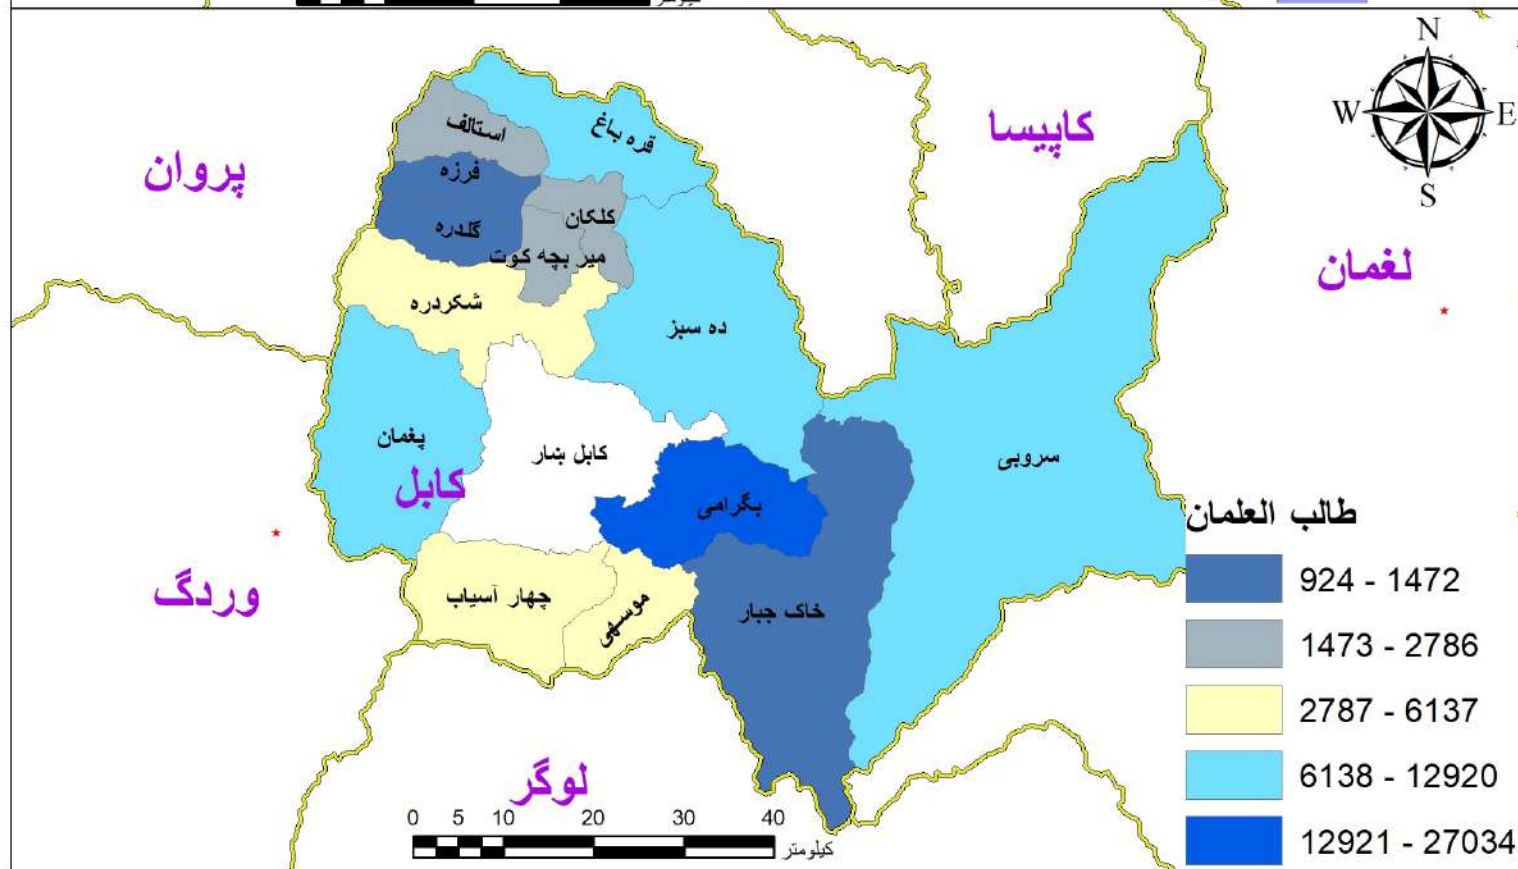 کیلومتر
N
W
E
S
کاپیسا
پروان
لغمان
استالف
قره باغ
فرزه
گلدره
کلکان
میر بچه کوت
شکردره
ده سبز
پغمان
کابل ښار
کابل
سروبی
بگرامی
وردگ
چهار آسیاب
موسهی
خاک جبار
لوگر
0 5 10 20 30 40
کیلومتر
طالب العلمان
924 - 1472
1473 - 2786
2787 - 6137
6138 - 12920
12921 - 27034